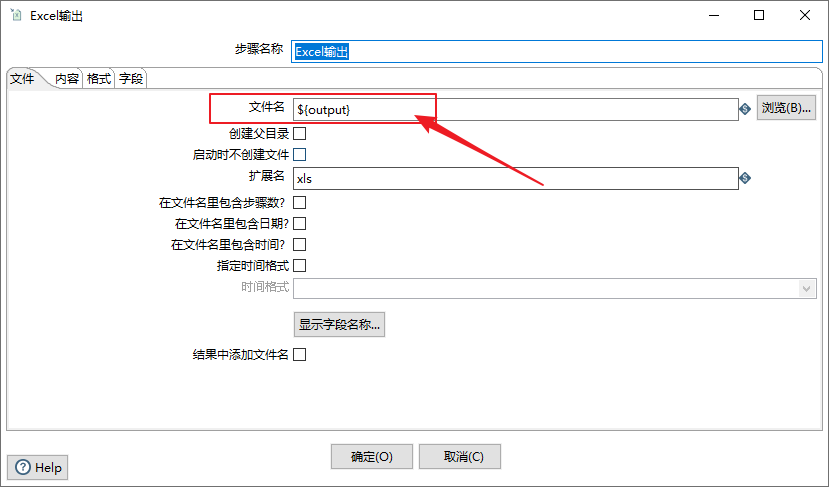 Excel输出
步骤名称 Excel输出
文件 内容 格式 字段
文件名 ${output} 浏览(B)...
创建父目录
启动时不创建文件
扩展名 xls
在文件名里包含步骤数?
在文件名里包含日期?
在文件名里包含时间?
指定时间格式
时间格式
显示字段名称...
结果中添加文件名
确定(O) 取消(C)
Help